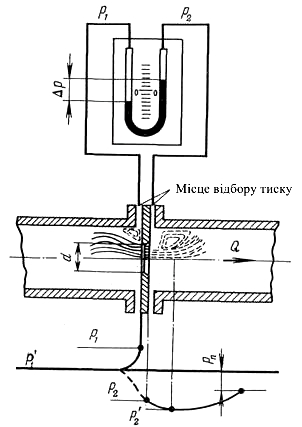 p₁ p₂
Δp
0 0
Місце відбору тиску
d
Q
p₁
p₁'
pп
p₂
p₂'